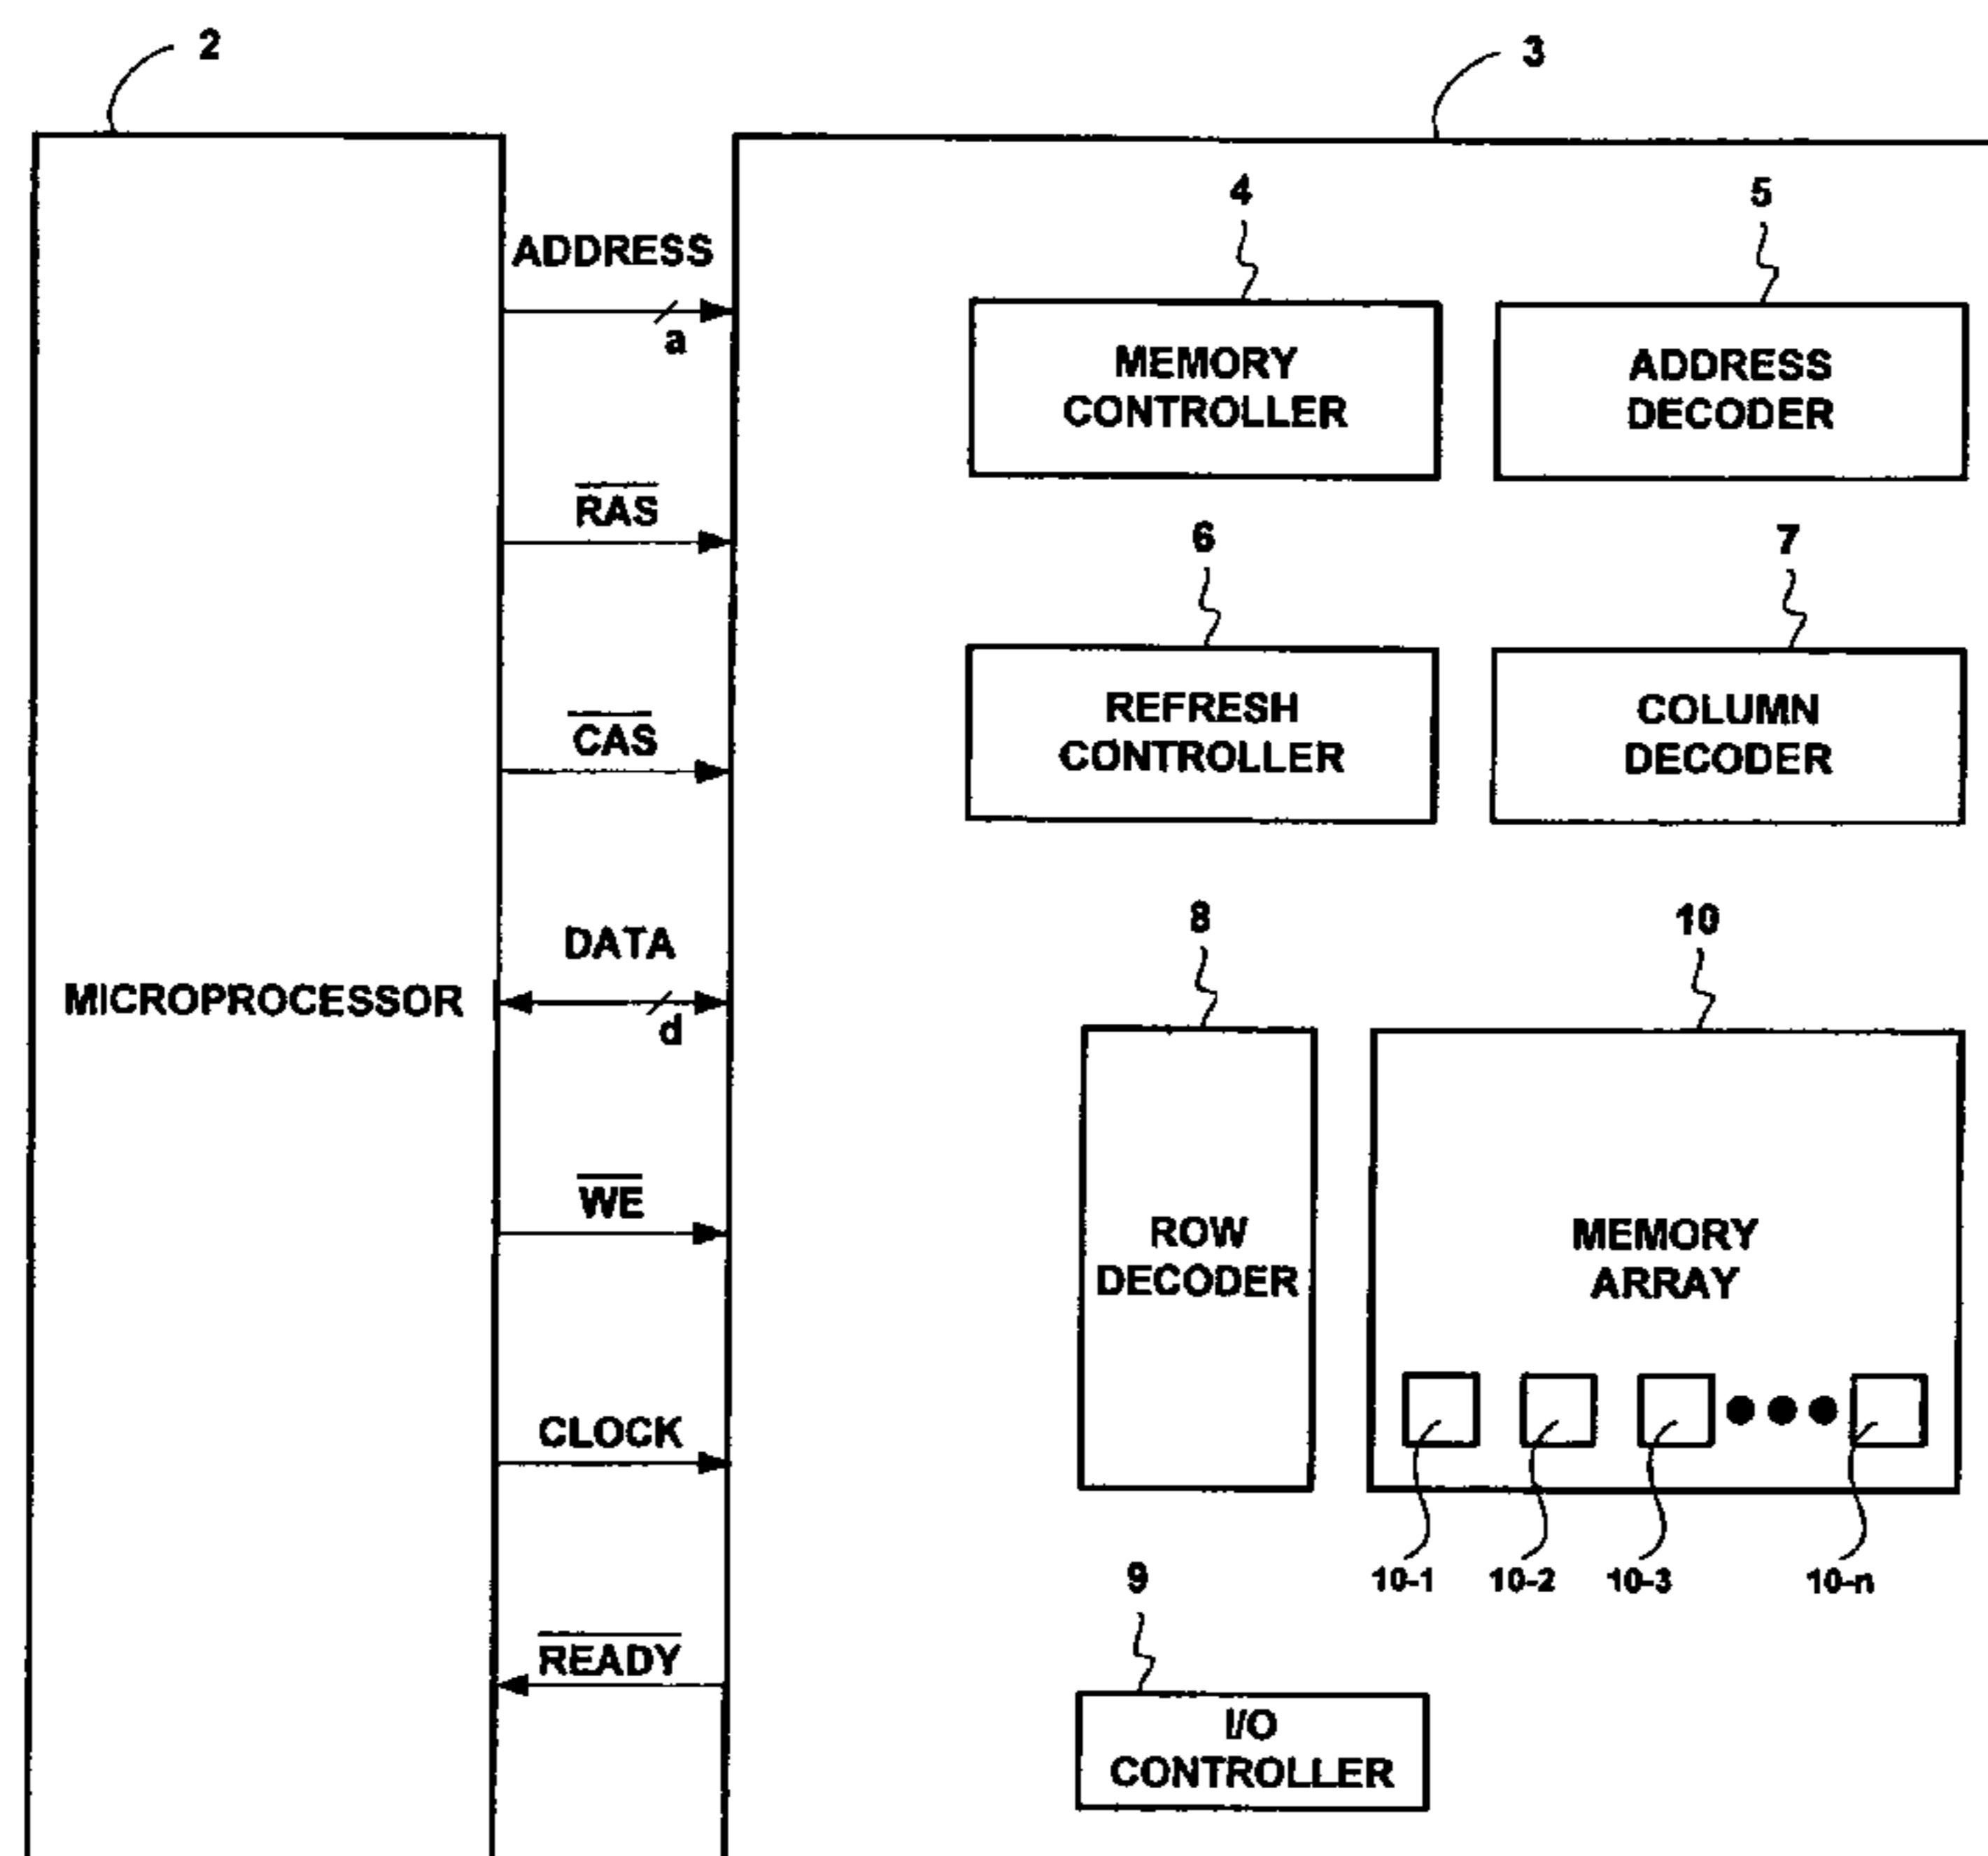 2
3
ADDRESS
a
4
5
MEMORY
CONTROLLER
ADDRESS
DECODER
RAS
6
7
CAS
REFRESH
CONTROLLER
COLUMN
DECODER
8
10
DATA
MICROPROCESSOR
d
WE
ROW
DECODER
MEMORY
ARRAY
CLOCK
10-1
10-2
10-3
10-n
9
READY
I/O
CONTROLLER